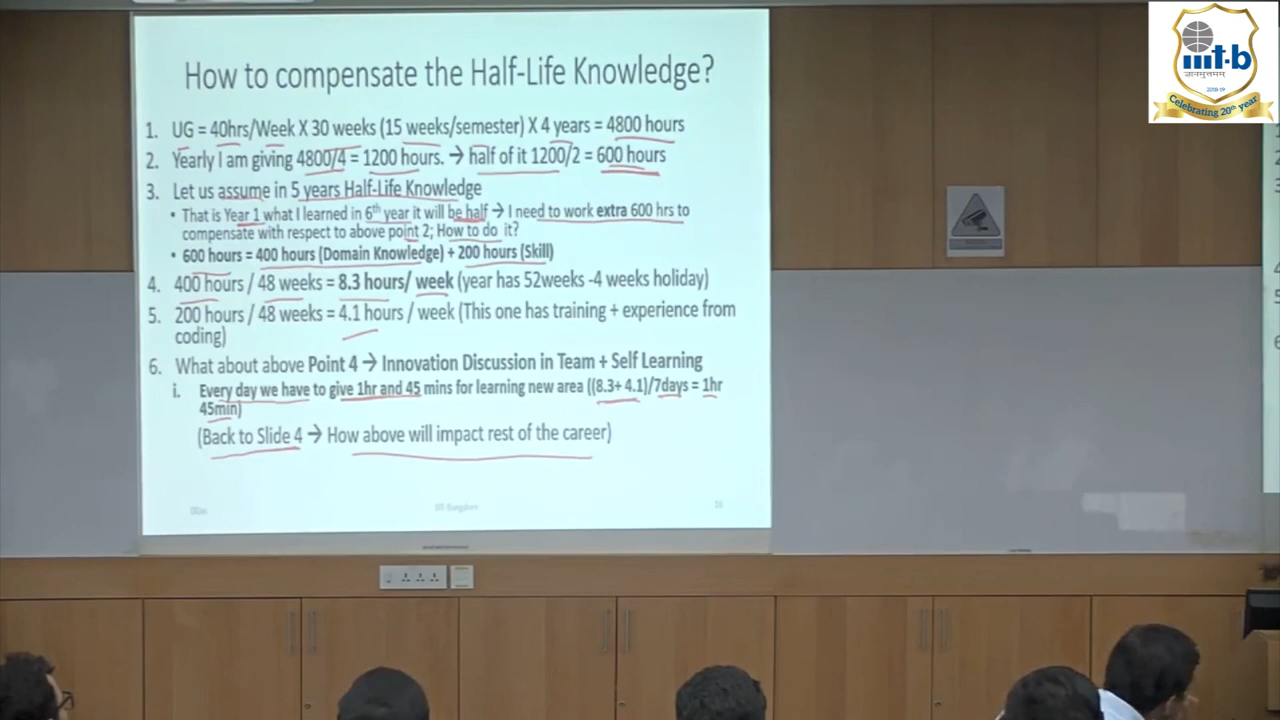 How to compensate the Half-Life Knowledge?
1. UG = 40hrs/Week X 30 weeks (15 weeks/semester) X 4 years = 4800 hours
2. Yearly I am giving 4800/4 = 1200 hours. → half of it 1200/2 = 600 hours
3. Let us assume in 5 years Half-Life Knowledge
• That is Year 1 what I learned in 6th year it will be half → I need to work extra 600 hrs to
compensate with respect to above point 2; How to do it?
• 600 hours = 400 hours (Domain Knowledge) + 200 hours (Skill)
4. 400 hours / 48 weeks = 8.3 hours/ week (year has 52weeks -4 weeks holiday)
5. 200 hours / 48 weeks = 4.1 hours / week (This one has training + experience from
coding)
6. What about above Point 4 → Innovation Discussion in Team + Self Learning
i. Every day we have to give 1hr and 45 mins for learning new area ((8.3+ 4.1)/7days = 1hr
45min)
(Back to Slide 4 → How above will impact rest of the career)
iiit-b
ज्ञानमुत्तमम्
2018-19
Celebrating 20th year